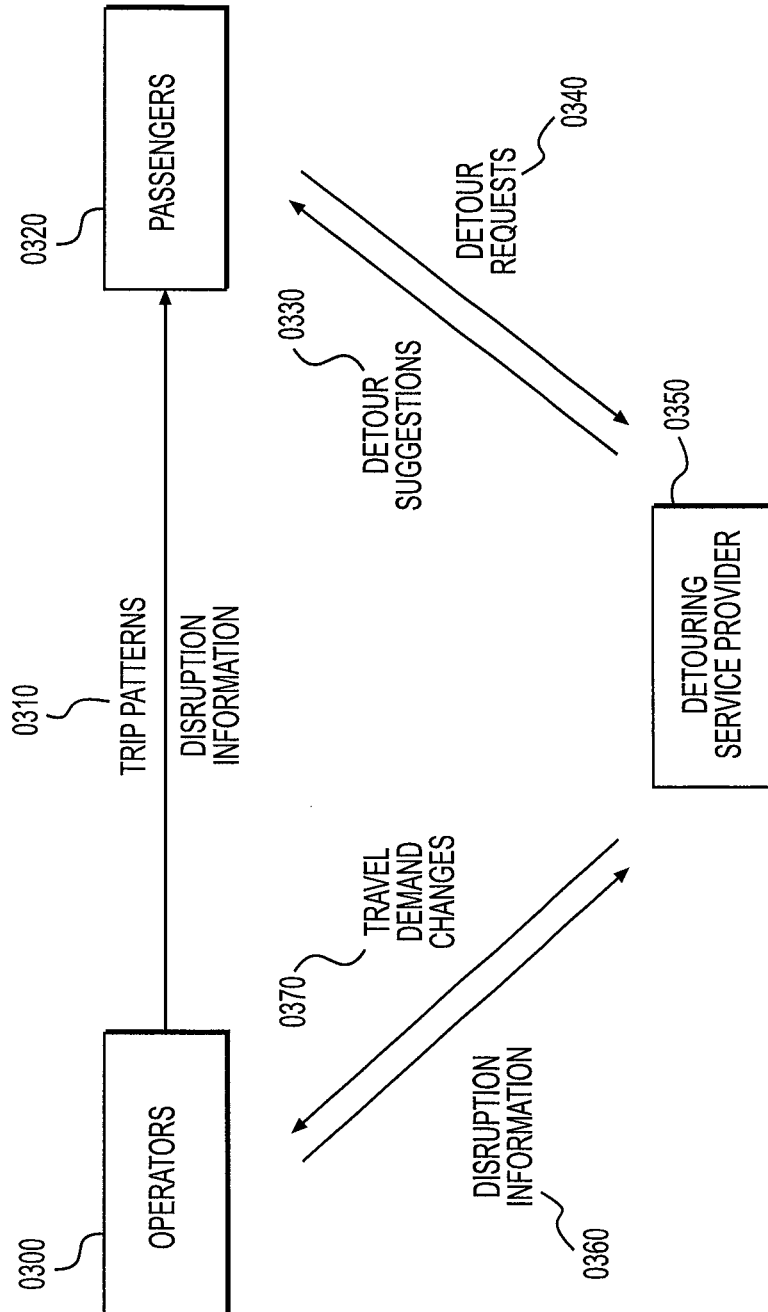 0300
OPERATORS
0310
TRIP PATTERNS
DISRUPTION
INFORMATION
0320
PASSENGERS
0330
DETOUR
SUGGESTIONS
DETOUR
REQUESTS
0340
0370
TRAVEL
DEMAND
CHANGES
DISRUPTION
INFORMATION
0360
0350
DETOURING
SERVICE PROVIDER